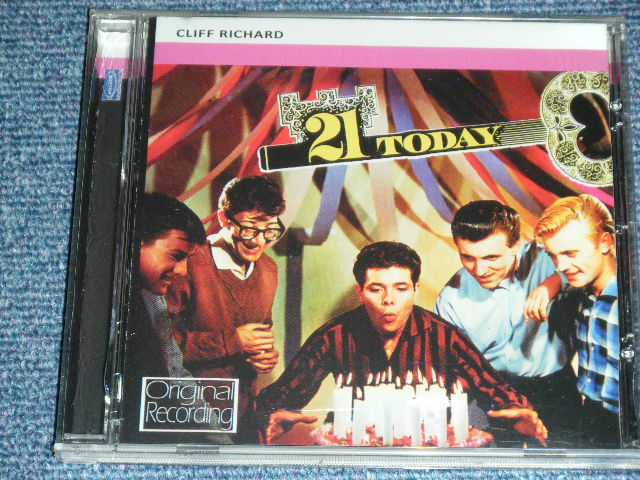 CLIFF RICHARD
21 TODAY
Original
Recording